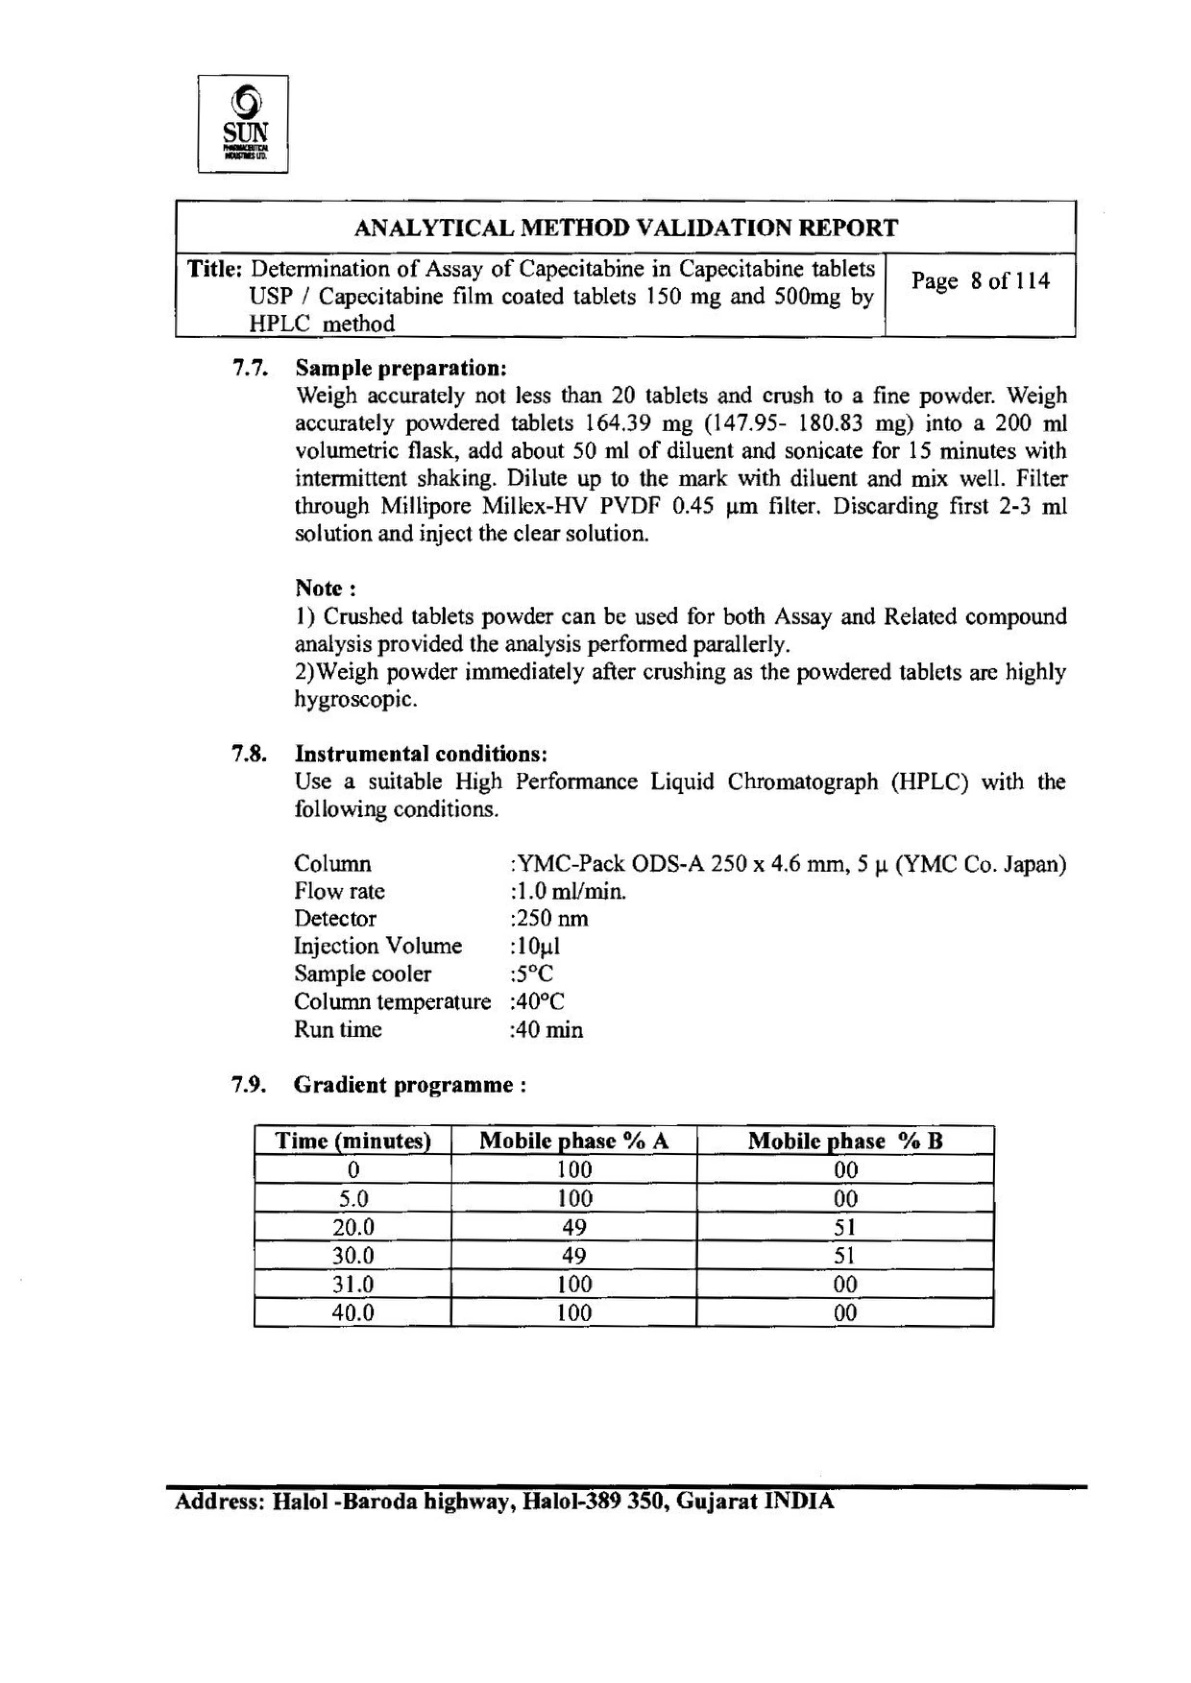 SUN
PHARMACEUTICAL
INDUSTRIES LTD.
ANALYTICAL METHOD VALIDATION REPORT
Title: Determination of Assay of Capecitabine in Capecitabine tablets
USP / Capecitabine film coated tablets 150 mg and 500mg by
HPLC method
Page 8 of 114
7.7. Sample preparation:
Weigh accurately not less than 20 tablets and crush to a fine powder. Weigh
accurately powdered tablets 164.39 mg (147.95- 180.83 mg) into a 200 ml
volumetric flask, add about 50 ml of diluent and sonicate for 15 minutes with
intermittent shaking. Dilute up to the mark with diluent and mix well. Filter
through Millipore Millex-HV PVDF 0.45 µm filter. Discarding first 2-3 ml
solution and inject the clear solution.
Note :
1) Crushed tablets powder can be used for both Assay and Related compound
analysis provided the analysis performed parallerly.
2)Weigh powder immediately after crushing as the powdered tablets are highly
hygroscopic.
7.8. Instrumental conditions:
Use a suitable High Performance Liquid Chromatograph (HPLC) with the
following conditions.
Column :YMC-Pack ODS-A 250 x 4.6 mm, 5 µ (YMC Co. Japan)
Flow rate :1.0 ml/min.
Detector :250 nm
Injection Volume :10µl
Sample cooler :5°C
Column temperature :40°C
Run time :40 min
7.9. Gradient programme :
Time (minutes) Mobile phase % A Mobile phase % B
0 100 00
5.0 100 00
20.0 49 51
30.0 49 51
31.0 100 00
40.0 100 00
Address: Halol -Baroda highway, Halol-389 350, Gujarat INDIA